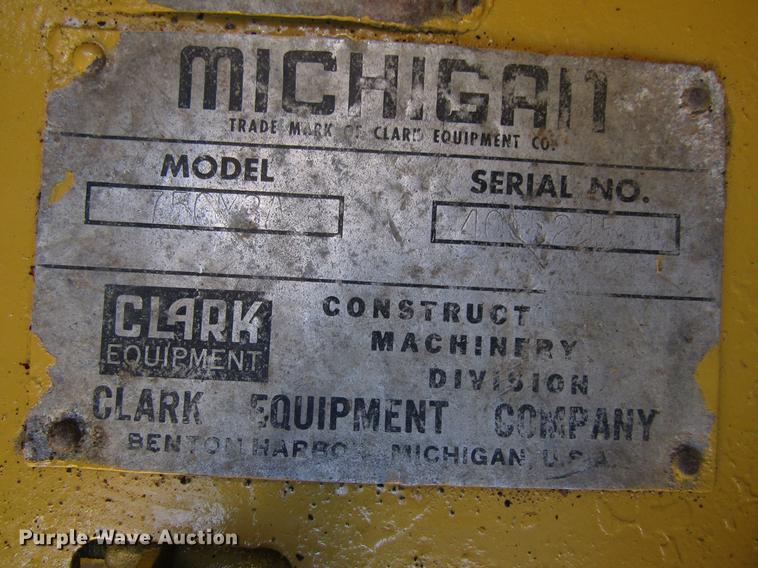 MICHIGAN
TRADE MARK OF CLARK EQUIPMENT CO.
MODEL
SERIAL NO.
CLARK
EQUIPMENT
CONSTRUCT
MACHINERY
DIVISION
CLARK EQUIPMENT COMPANY
BENTON HARBO MICHIGAN, U.S.A.
Purple Wave Auction